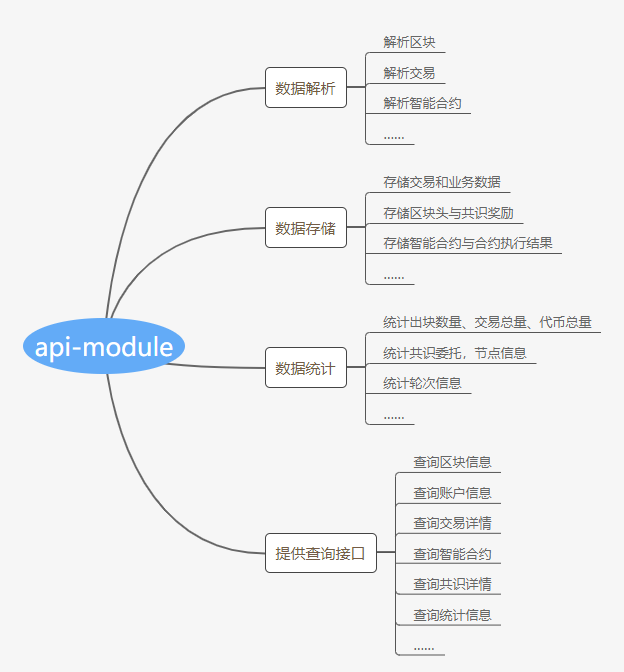 api-module
数据解析
解析区块
解析交易
解析智能合约
......
数据存储
存储交易和业务数据
存储区块头与共识奖励
存储智能合约与合约执行结果
......
数据统计
统计出块数量、交易总量、代币总量
统计共识委托，节点信息
统计轮次信息
......
提供查询接口
查询区块信息
查询账户信息
查询交易详情
查询智能合约
查询共识详情
查询统计信息
......